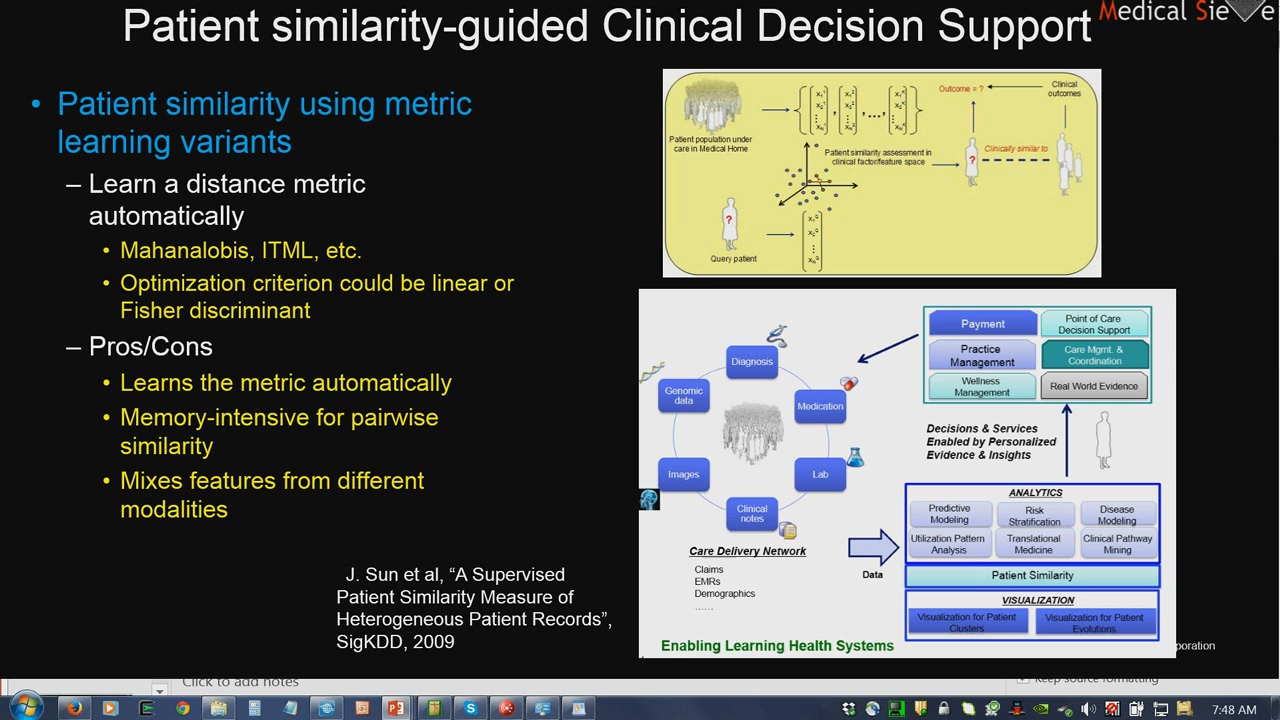 Patient similarity-guided Clinical Decision Support
Medical Sieve
• Patient similarity using metric
learning variants
– Learn a distance metric
automatically
• Mahanalobis, ITML, etc.
• Optimization criterion could be linear or
Fisher discriminant
– Pros/Cons
• Learns the metric automatically
• Memory-intensive for pairwise
similarity
• Mixes features from different
modalities
J. Sun et al, “A Supervised
Patient Similarity Measure of
Heterogeneous Patient Records”,
SigKDD, 2009
Patient population under
care in Medical Home
Outcome = ?
Clinical
outcomes
Patient similarity assessment in
clinical factor/feature space
?
Clinically similar to
?
Query patient
Diagnosis
Genomic
data
Medication
Images
Lab
Clinical
notes
Care Delivery Network
Claims
EMRs
Demographics
......
Data
Enabling Learning Health Systems
Payment
Point of Care
Decision Support
Practice
Management
Care Mgmt. &
Coordination
Wellness
Management
Real World Evidence
Decisions & Services
Enabled by Personalized
Evidence & Insights
ANALYTICS
Predictive
Modeling
Risk
Stratification
Disease
Modeling
Utilization Pattern
Analysis
Translational
Medicine
Clinical Pathway
Mining
Patient Similarity
VISUALIZATION
Visualization for Patient
Clusters
Visualization for Patient
Evolutions
poration
Click to add notes
Keep source formatting
7:48 AM